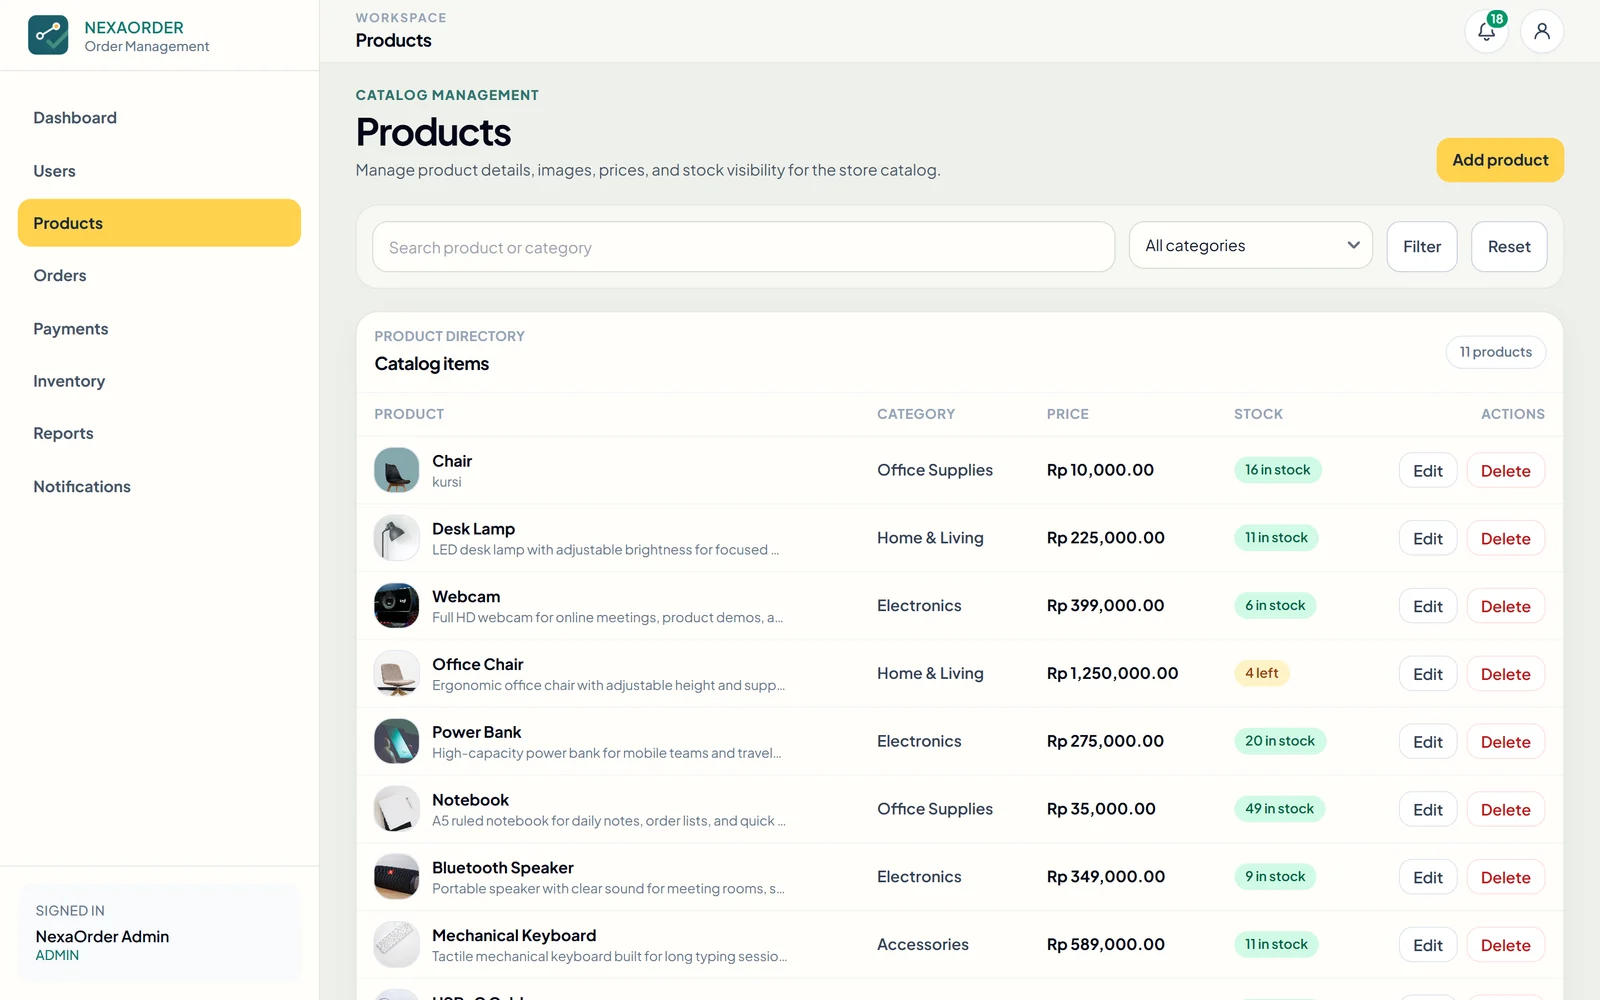 NEXAORDER
Order Management
Dashboard
Users
Products
Orders
Payments
Inventory
Reports
Notifications
SIGNED IN
NexaOrder Admin
ADMIN
WORKSPACE
Products
18
CATALOG MANAGEMENT
Products
Manage product details, images, prices, and stock visibility for the store catalog.
Add product
Search product or category
All categories
Filter
Reset
PRODUCT DIRECTORY
Catalog items
11 products
PRODUCT CATEGORY PRICE STOCK ACTIONS
Chair
kursi
Office Supplies Rp 10,000.00 16 in stock Edit Delete
Desk Lamp
LED desk lamp with adjustable brightness for focused ...
Home & Living Rp 225,000.00 11 in stock Edit Delete
Webcam
Full HD webcam for online meetings, product demos, a...
Electronics Rp 399,000.00 6 in stock Edit Delete
Office Chair
Ergonomic office chair with adjustable height and supp...
Home & Living Rp 1,250,000.00 4 left Edit Delete
Power Bank
High-capacity power bank for mobile teams and travel...
Electronics Rp 275,000.00 20 in stock Edit Delete
Notebook
A5 ruled notebook for daily notes, order lists, and quick ...
Office Supplies Rp 35,000.00 49 in stock Edit Delete
Bluetooth Speaker
Portable speaker with clear sound for meeting rooms, s...
Electronics Rp 349,000.00 9 in stock Edit Delete
Mechanical Keyboard
Tactile mechanical keyboard built for long typing sessio...
Accessories Rp 589,000.00 11 in stock Edit Delete